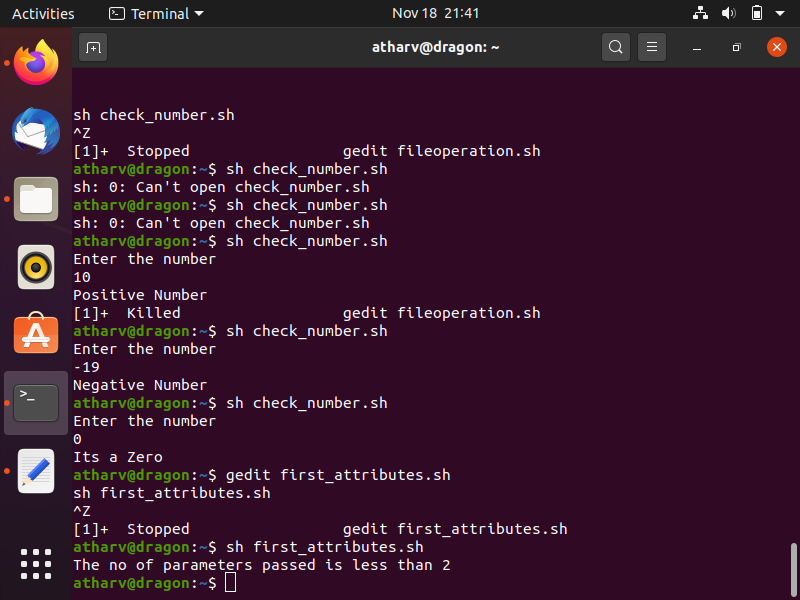 Activities Terminal Nov 18 21:41
atharv@dragon: ~
sh check_number.sh
^Z
[1]+  Stopped                 gedit fileoperation.sh
atharv@dragon:~$ sh check_number.sh
sh: 0: Can't open check_number.sh
atharv@dragon:~$ sh check_number.sh
sh: 0: Can't open check_number.sh
atharv@dragon:~$ sh check_number.sh
Enter the number
10
Positive Number
[1]+  Killed                  gedit fileoperation.sh
atharv@dragon:~$ sh check_number.sh
Enter the number
-19
Negative Number
atharv@dragon:~$ sh check_number.sh
Enter the number
0
Its a Zero
atharv@dragon:~$ gedit first_attributes.sh
sh first_attributes.sh
^Z
[1]+  Stopped                 gedit first_attributes.sh
atharv@dragon:~$ sh first_attributes.sh
The no of parameters passed is less than 2
atharv@dragon:~$